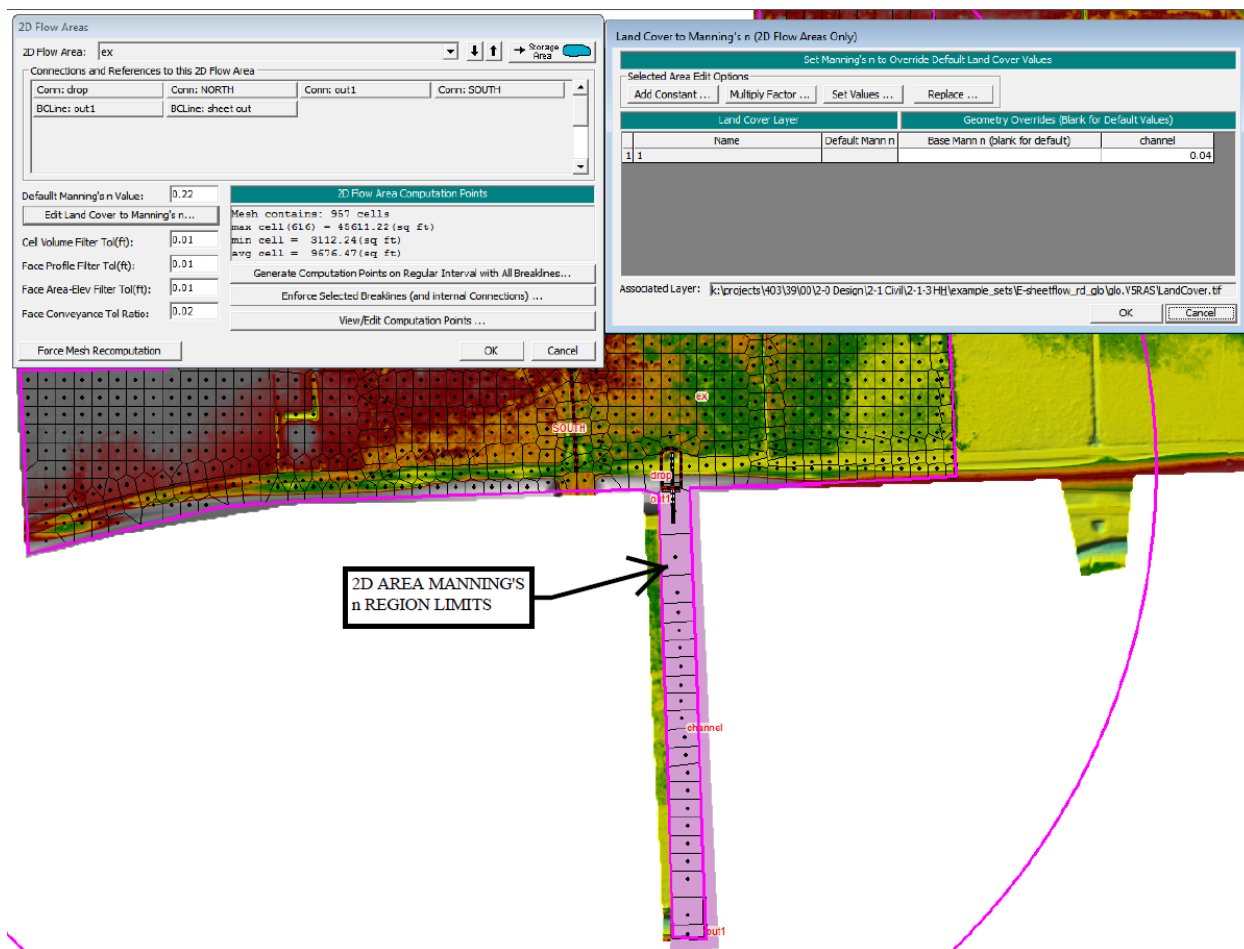 2D Flow Areas
2D Flow Area: ex
Storage Area
Connections and References to this 2D Flow Area
Conn: drop Conn: NORTH Conn: out1 Conn: SOUTH
BCLine: out1 BCLine: sheet out
Default Manning's n Value: 0.22
Edit Land Cover to Manning's n...
Cell Volume Filter Tol(ft): 0.01
Face Profile Filter Tol(ft): 0.01
Face Area-Elev Filter Tol(ft): 0.01
Face Conveyance Tol Ratio: 0.02
2D Flow Area Computation Points
Mesh contains: 957 cells
max cell(616) = 45611.22(sq ft)
min cell = 3112.24(sq ft)
avg cell = 9676.47(sq ft)
Generate Computation Points on Regular Interval with All Breaklines...
Enforce Selected Breaklines (and internal Connections) ...
View/Edit Computation Points ...
Force Mesh Recomputation OK Cancel
Land Cover to Manning's n (2D Flow Areas Only)
Set Manning's n to Override Default Land Cover Values
Selected Area Edit Options
Add Constant ... Multiply Factor ... Set Values ... Replace ...
Land Cover Layer Geometry Overrides (Blank for Default Values)
Name Default Mann n Base Mann n (blank for default) channel
1 1 0.04
Associated Layer: k:\projects\403\39\00\2-0 Design\2-1 Civil\2-1-3 HH\example_sets\E-sheetflow_rd_glo\glo.V5RAS\LandCover.tif
OK Cancel
ex
SOUTH
drop
out1
2D AREA MANNING'S
n REGION LIMITS
channel
out1